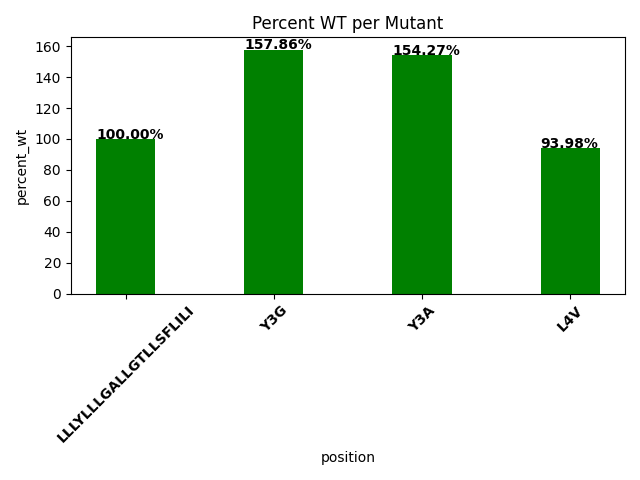 Percent WT per Mutant
percent_wt
160
140
120
100
80
60
40
20
0
100.00%
157.86%
154.27%
93.98%
LLLYLLLGALLGTLLSFLILI
Y3G
Y3A
L4V
position